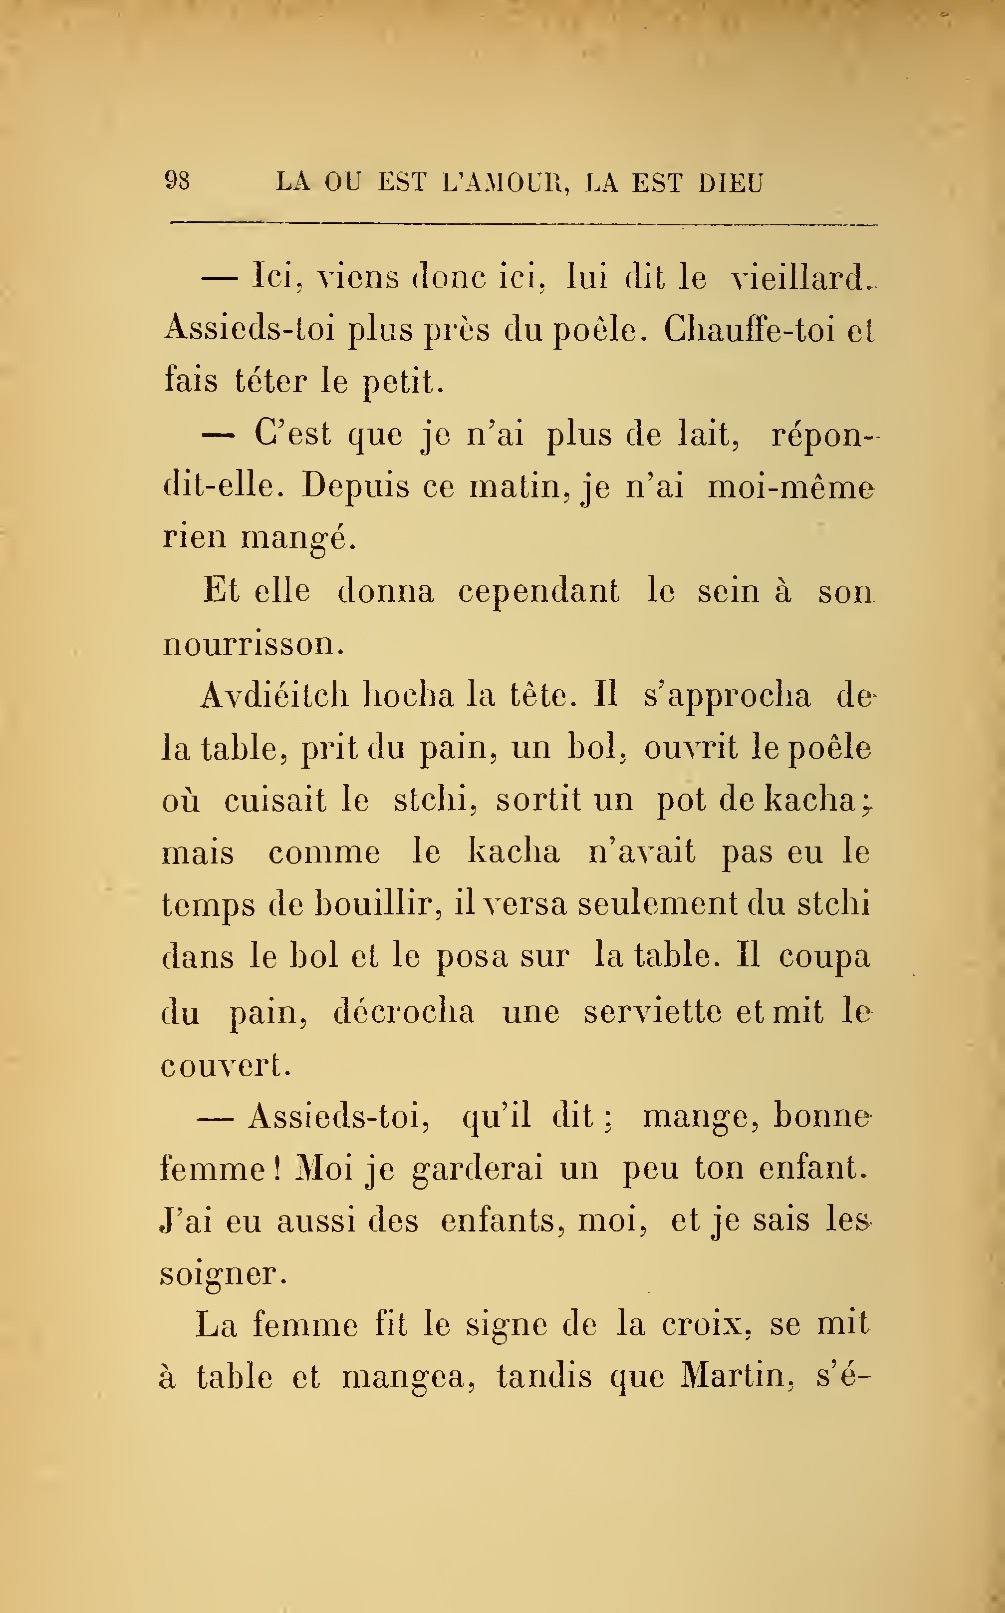 98 LA OU EST L'AMOUR, LA EST DIEU
— Ici, viens donc ici, lui dit le vieillard.
Assieds-toi plus près du poêle. Chauffe-toi et
fais téter le petit.
— C'est que je n'ai plus de lait, répon-
dit-elle. Depuis ce matin, je n'ai moi-même
rien mangé.
Et elle donna cependant le sein à son
nourrisson.
Avdiéitch hocha la tête. Il s'approcha de
la table, prit du pain, un bol, ouvrit le poêle
où cuisait le stchi, sortit un pot de kacha;
mais comme le kacha n'avait pas eu le
temps de bouillir, il versa seulement du stchi
dans le bol et le posa sur la table. Il coupa
du pain, décrocha une serviette et mit le
couvert.
— Assieds-toi, qu'il dit ; mange, bonne
femme ! Moi je garderai un peu ton enfant.
J'ai eu aussi des enfants, moi, et je sais les
soigner.
La femme fit le signe de la croix, se mit
à table et mangea, tandis que Martin, s'é-